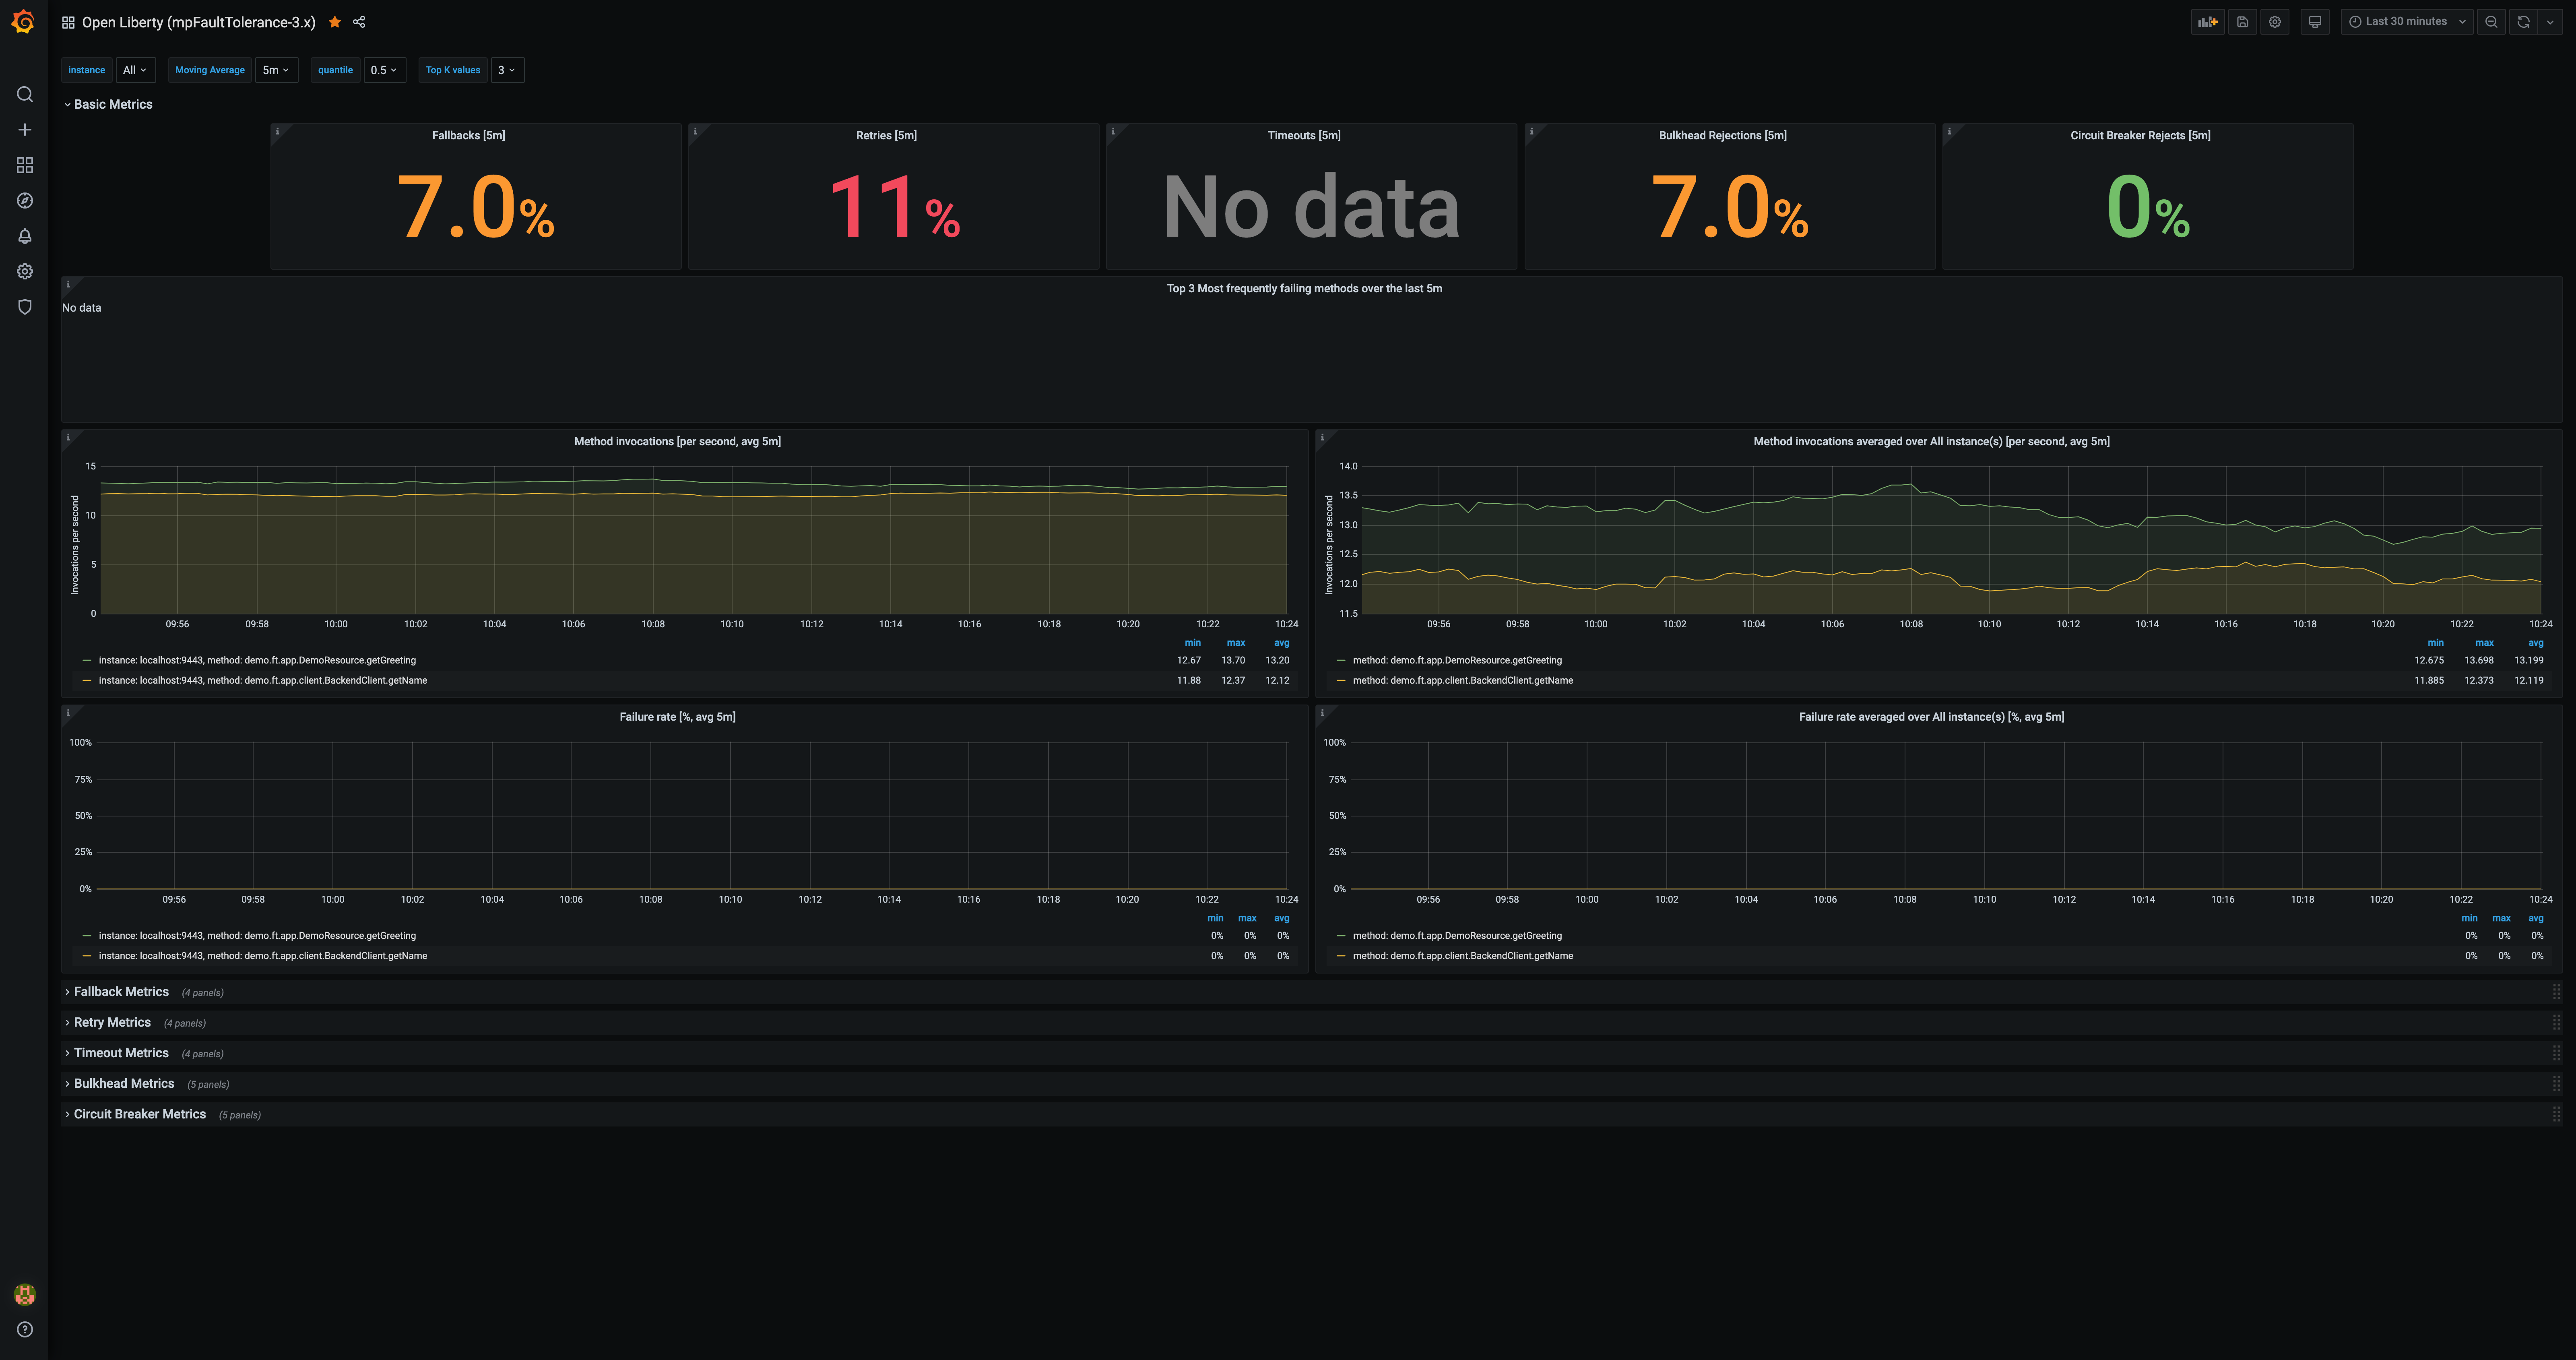 Open Liberty (mpFaultTolerance-3.x)
Last 30 minutes
instance All Moving Average 5m quantile 0.5 Top K values 3
Basic Metrics
Fallbacks [5m]
7.0%
Retries [5m]
11%
Timeouts [5m]
No data
Bulkhead Rejections [5m]
7.0%
Circuit Breaker Rejects [5m]
0%
Top 3 Most frequently failing methods over the last 5m
No data
Method invocations [per second, avg 5m]
Invocations per second
15
10
5
0
09:56 09:58 10:00 10:02 10:04 10:06 10:08 10:10 10:12 10:14 10:16 10:18 10:20 10:22 10:24
min max avg
instance: localhost:9443, method: demo.ft.app.DemoResource.getGreeting 12.67 13.70 13.20
instance: localhost:9443, method: demo.ft.app.client.BackendClient.getName 11.88 12.37 12.12
Method invocations averaged over All instance(s) [per second, avg 5m]
Invocations per second
14.0
13.5
13.0
12.5
12.0
11.5
09:56 09:58 10:00 10:02 10:04 10:06 10:08 10:10 10:12 10:14 10:16 10:18 10:20 10:22 10:24
min max avg
method: demo.ft.app.DemoResource.getGreeting 12.675 13.698 13.199
method: demo.ft.app.client.BackendClient.getName 11.885 12.373 12.119
Failure rate [%, avg 5m]
100%
75%
50%
25%
0%
09:56 09:58 10:00 10:02 10:04 10:06 10:08 10:10 10:12 10:14 10:16 10:18 10:20 10:22 10:24
min max avg
instance: localhost:9443, method: demo.ft.app.DemoResource.getGreeting 0% 0% 0%
instance: localhost:9443, method: demo.ft.app.client.BackendClient.getName 0% 0% 0%
Failure rate averaged over All instance(s) [%, avg 5m]
100%
75%
50%
25%
0%
09:56 09:58 10:00 10:02 10:04 10:06 10:08 10:10 10:12 10:14 10:16 10:18 10:20 10:22 10:24
min max avg
method: demo.ft.app.DemoResource.getGreeting 0% 0% 0%
method: demo.ft.app.client.BackendClient.getName 0% 0% 0%
Fallback Metrics (4 panels)
Retry Metrics (4 panels)
Timeout Metrics (4 panels)
Bulkhead Metrics (5 panels)
Circuit Breaker Metrics (5 panels)